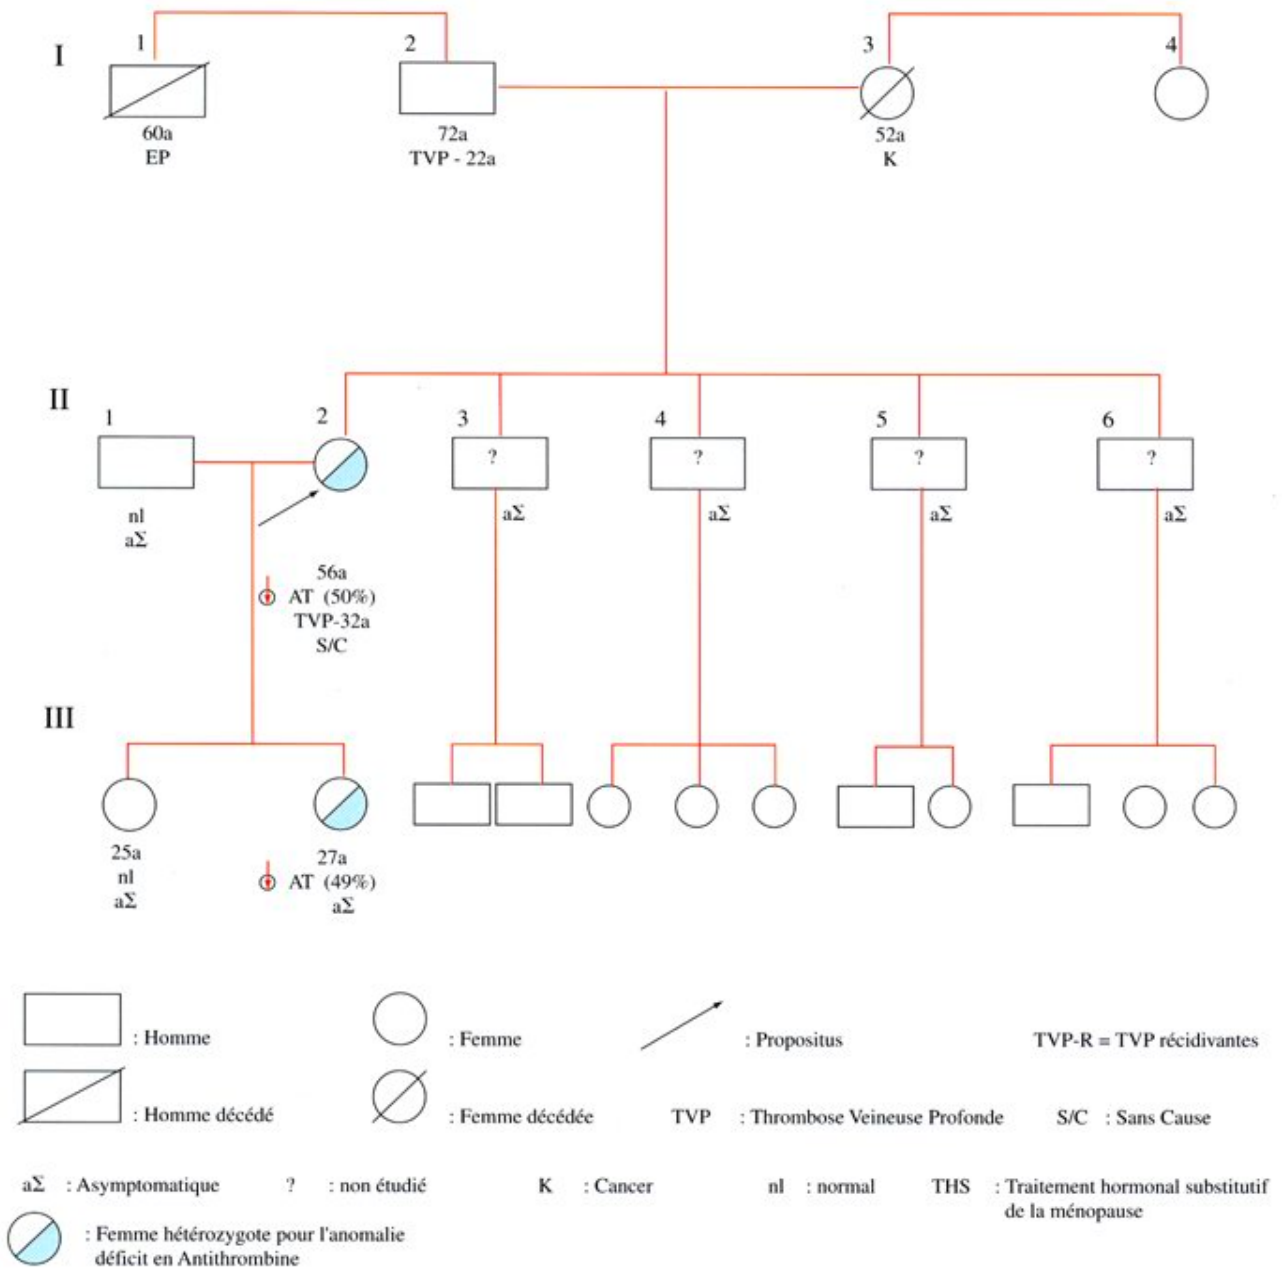 I
1
2
3
4
60a
EP
72a
TVP - 22a
52a
K
II
1
2
3
4
5
6
?
?
?
?
nl
aΣ
aΣ
aΣ
aΣ
aΣ
56a
AT (50%)
TVP-32a
S/C
III
25a
nl
aΣ
27a
AT (49%)
aΣ
: Homme
: Femme
: Propositus
TVP-R = TVP récidivantes
: Homme décédé
: Femme décédée
TVP : Thrombose Veineuse Profonde
S/C : Sans Cause
aΣ : Asymptomatique
? : non étudié
K : Cancer
nl : normal
THS : Traitement hormonal substitutif
de la ménopause
: Femme hétérozygote pour l'anomalie
déficit en Antithrombine